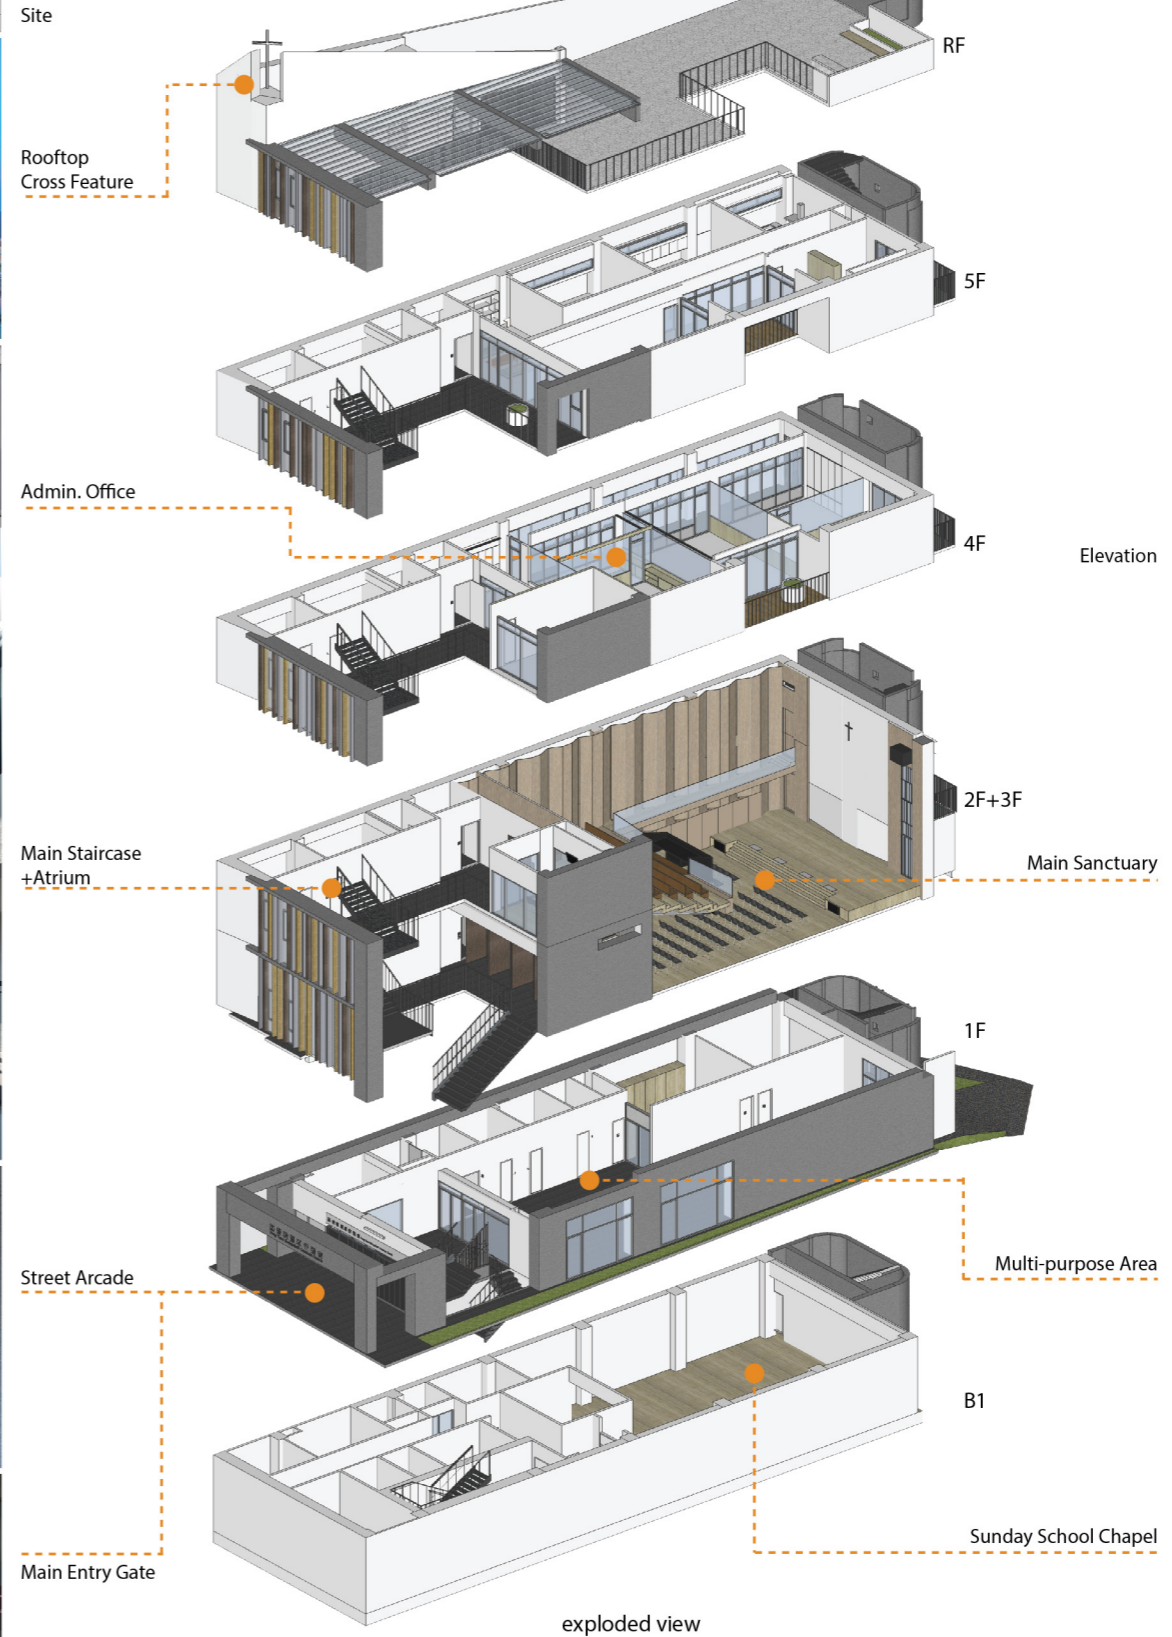 Site
RF
Rooftop
Cross Feature
5F
Admin. Office
4F
Elevation
2F+3F
Main Staircase
+Atrium
Main Sanctuary
1F
Multi-purpose Area
Street Arcade
B1
Sunday School Chapel
Main Entry Gate
exploded view